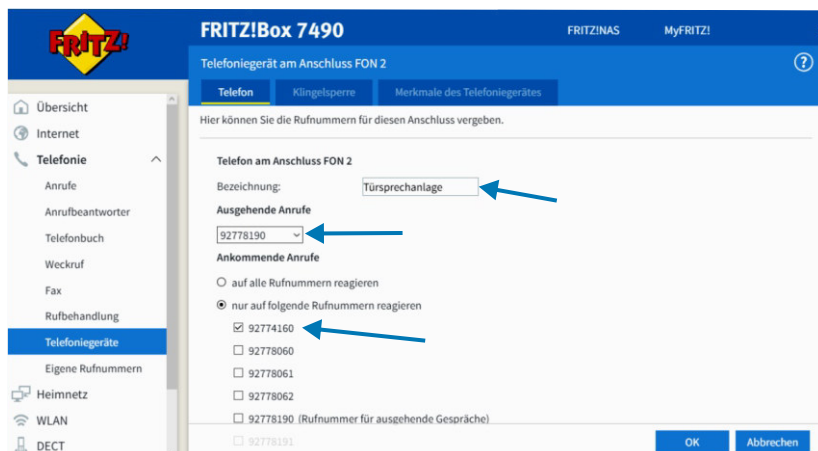 FRITZ!
FRITZ!Box 7490
FRITZ!NAS
MyFRITZ!
Telefoniegerät am Anschluss FON 2
?
Telefon
Klingelsperre
Merkmale des Telefoniegerätes
Hier können Sie die Rufnummern für diesen Anschluss vergeben.
Übersicht
Internet
Telefonie
Anrufe
Anrufbeantworter
Telefonbuch
Weckruf
Fax
Rufbehandlung
Telefoniegeräte
Eigene Rufnummern
Heimnetz
WLAN
DECT
Telefon am Anschluss FON 2
Bezeichnung: Türsprechanlage
Ausgehende Anrufe
92778190
Ankommende Anrufe
auf alle Rufnummern reagieren
nur auf folgende Rufnummern reagieren
92774160
92778060
92778061
92778062
92778190 (Rufnummer für ausgehende Gespräche)
92778191
OK
Abbrechen